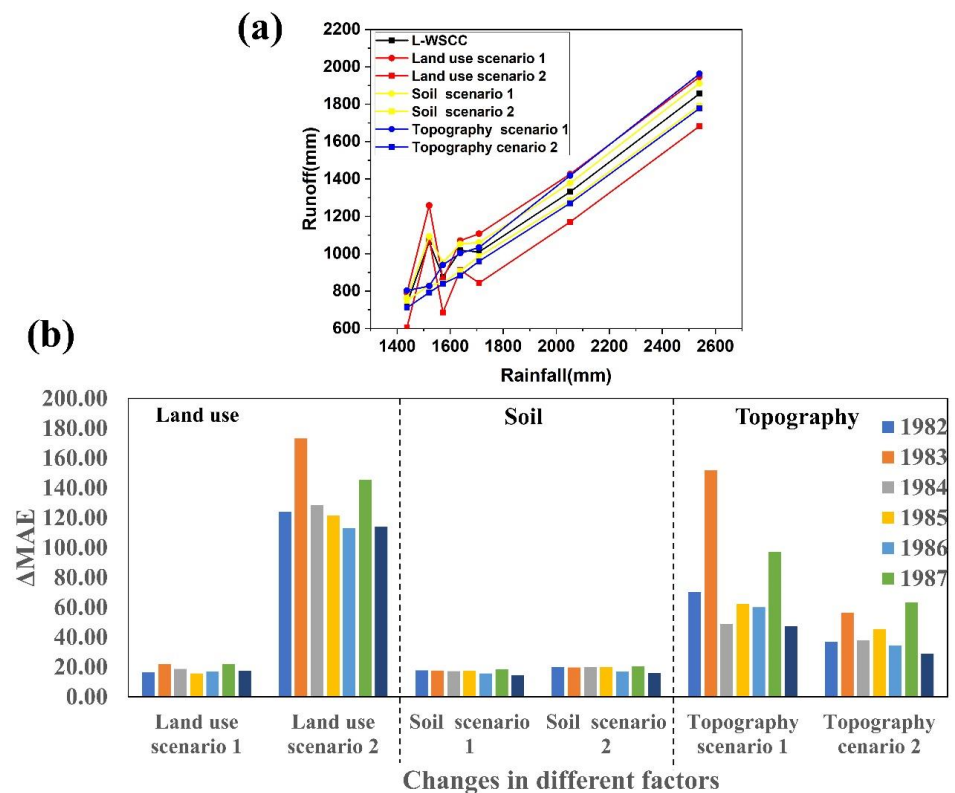 (a)
2200
2000
1800
1600
1400
1200
1000
800
600
Runoff(mm)
L-WSCC
Land use scenario 1
Land use scenario 2
Soil scenario 1
Soil scenario 2
Topography scenario 1
Topography cenario 2
1400 1600 1800 2000 2200 2400 2600
Rainfall(mm)
(b)
200.00
180.00
160.00
140.00
120.00
100.00
80.00
60.00
40.00
20.00
0.00
ΔMAE
Land use
Soil
Topography
1982
1983
1984
1985
1986
1987
Land use
scenario 1
Land use
scenario 2
Soil scenario
1
Soil scenario
2
Topography
scenario 1
Topography
cenario 2
Changes in different factors